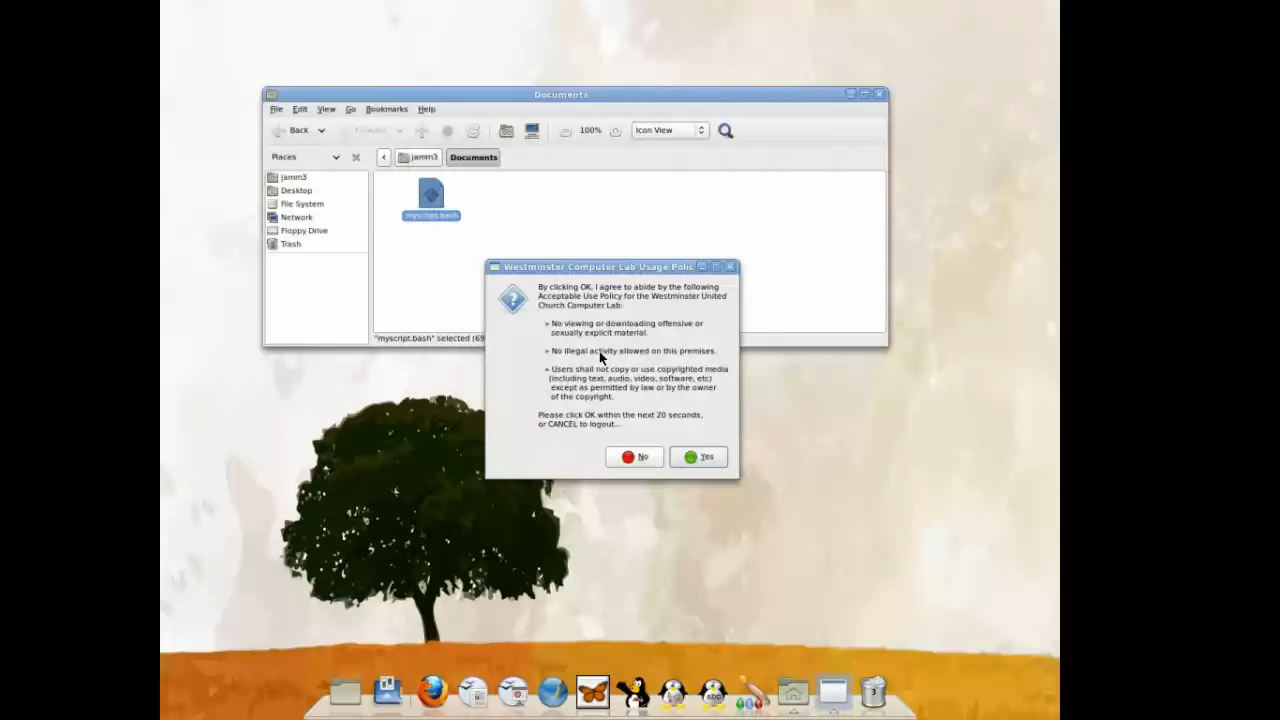 Documents
File Edit View Go Bookmarks Help
Back Forward 100% Icon View
Places jamm3 Documents
jamm3
Desktop
File System
Network
Floppy Drive
Trash
myscript.bash
"myscript.bash" selected (69
Westminster Computer Lab Usage Polic
By clicking OK, I agree to abide by the following
Acceptable Use Policy for the Westminster United
Church Computer Lab:
» No viewing or downloading offensive or
sexually explicit material.
» No illegal activity allowed on this premises.
» Users shall not copy or use copyrighted media
(including text, audio, video, software, etc)
except as permitted by law or by the owner
of the copyright.
Please click OK within the next 20 seconds,
or CANCEL to logout...
No Yes
3